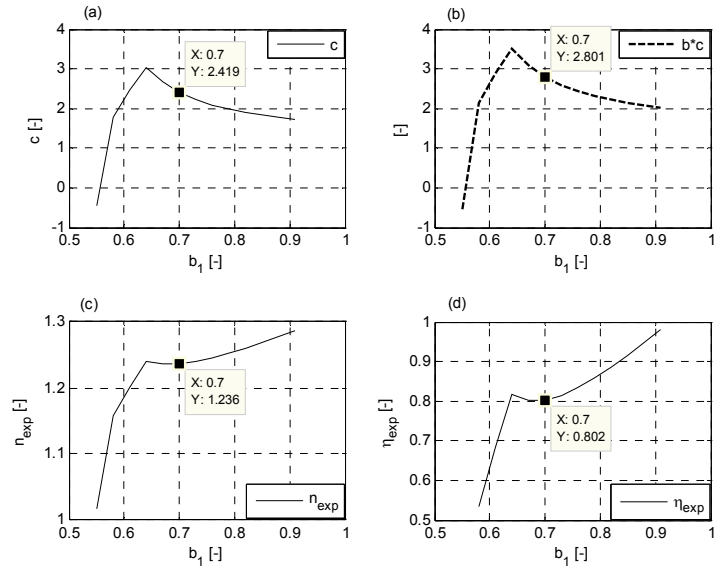 (a)
c
X: 0.7
Y: 2.419
4
3
2
1
0
-1
c [-]
0.5 0.6 0.7 0.8 0.9 1
b1 [-]
(b)
b*c
X: 0.7
Y: 2.801
4
3
2
1
0
-1
[-]
0.5 0.6 0.7 0.8 0.9 1
b1 [-]
(c)
1.3
1.2
1.1
1
nexp [-]
X: 0.7
Y: 1.236
nexp
0.5 0.6 0.7 0.8 0.9 1
b1 [-]
(d)
1
0.9
0.8
0.7
0.6
0.5
ηexp [-]
X: 0.7
Y: 0.802
ηexp
0.5 0.6 0.7 0.8 0.9 1
b1 [-]